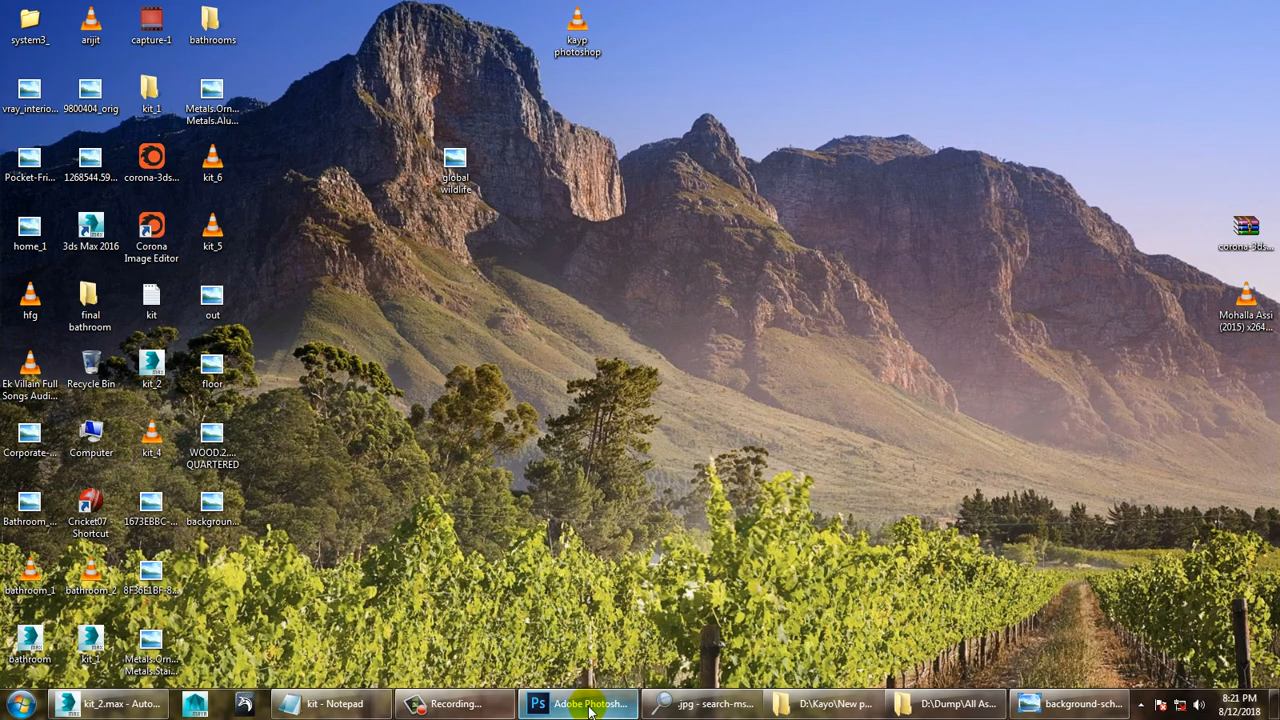 system3_
arijit
capture-1
bathrooms
kayp
photoshop
vray_interio...
9800404_orig
kit_1
Metals.Orn...
Metals.Alu...
Pocket-Fri...
1268544.59...
corona-3ds...
kit_6
global
wildlife
home_1
3ds Max 2016
Corona
Image Editor
kit_5
corona-3ds...
hfg
final
bathroom
kit
out
Mohalla Assi
(2015) x264...
Ek Villain Full
Songs Audi...
Recycle Bin
kit_2
floor
Corporate-...
Computer
kit_4
WOOD.2....
QUARTERED
Bathroom_...
Cricket07 -
Shortcut
1673EBBC-...
backgroun...
bathroom_1
bathroom_2
8F36E1BF-8...
bathroom
kit_1
Metals.Orn...
Metals.Stai...
kit_2.max - Auto...
kit - Notepad
Recording...
Adobe Photosh...
.jpg - search-ms...
D:\Kayo\New p...
D:\Dump\All As...
background-sch...
8:21 PM
8/12/2018